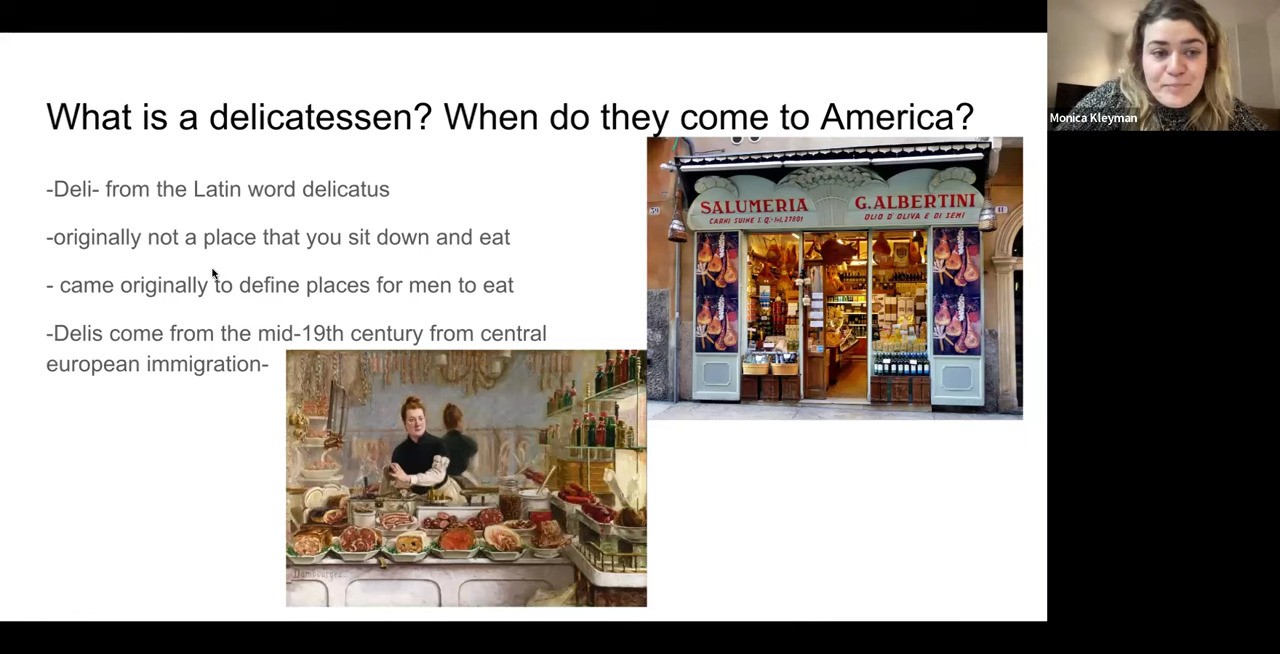 What is a delicatessen? When do they come to America?
-Deli- from the Latin word delicatus
-originally not a place that you sit down and eat
- came originally to define places for men to eat
-Delis come from the mid-19th century from central
european immigration-
SALUMERIA
G.ALBERTINI
OLIO D'OLIVA E DI SEMI
Monica Kleyman